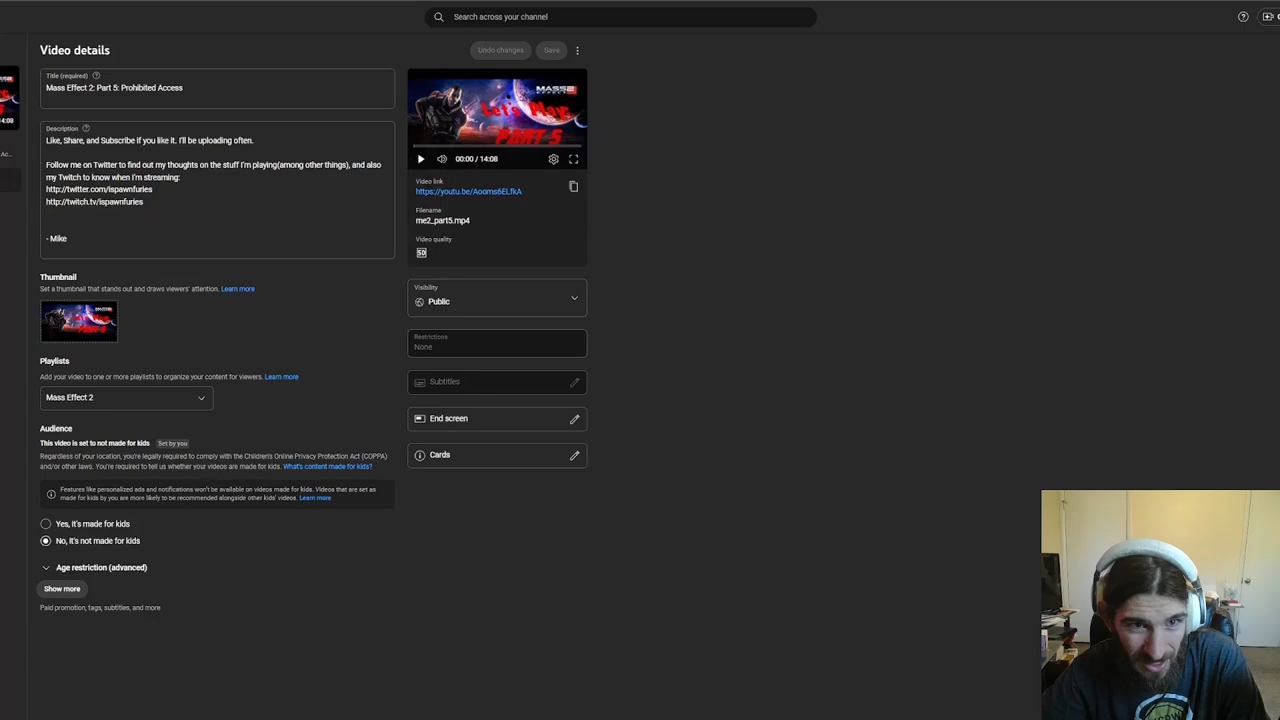 Search across your channel
Video details
Undo changes
Save
Title (required)
Mass Effect 2: Part 5: Prohibited Access
Description
Like, Share, and Subscribe if you like it. I'll be uploading often.
Follow me on Twitter to find out my thoughts on the stuff I'm playing(among other things), and also
my Twitch to know when I'm streaming:
http://twitter.com/ispawnfuries
http://twitch.tv/ispawnfuries
- Mike
Thumbnail
Set a thumbnail that stands out and draws viewers' attention. Learn more
Playlists
Add your video to one or more playlists to organize your content for viewers. Learn more
Mass Effect 2
Audience
This video is set to not made for kids Set by you
Regardless of your location, you're legally required to comply with the Children's Online Privacy Protection Act (COPPA)
and/or other laws. You're required to tell us whether your videos are made for kids. What's content made for kids?
Features like personalized ads and notifications won't be available on videos made for kids. Videos that are set as
made for kids by you are more likely to be recommended alongside other kids' videos. Learn more
Yes, it's made for kids
No, it's not made for kids
Age restriction (advanced)
Show more
Paid promotion, tags, subtitles, and more
Let's Play
PART 5
00:00 / 14:08
Video link
https://youtu.be/Aooms6ELfkA
Filename
me2_part5.mp4
Video quality
SD
Visibility
Public
Restrictions
None
Subtitles
End screen
Cards